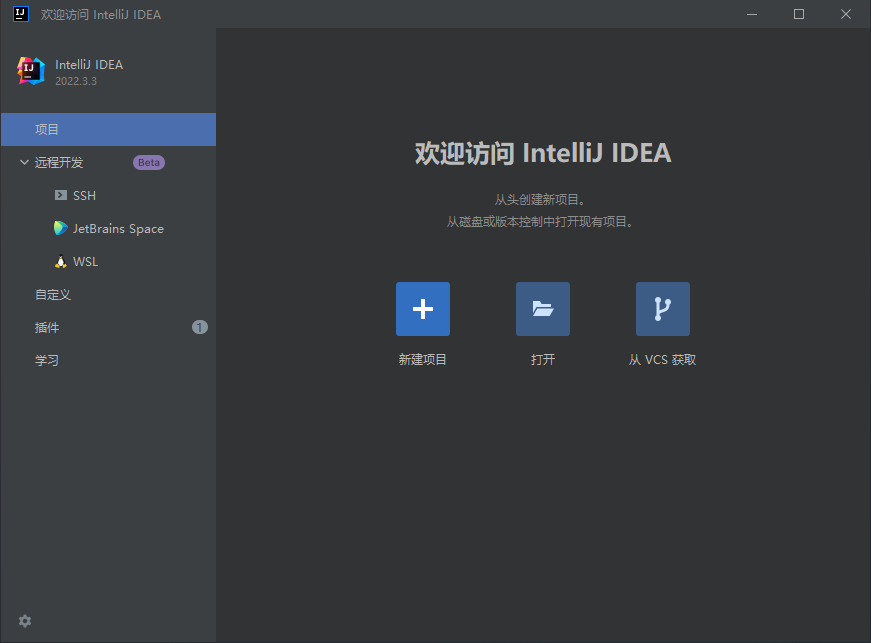 欢迎访问 IntelliJ IDEA
IntelliJ IDEA
2022.3.3
项目
远程开发 Beta
SSH
JetBrains Space
WSL
自定义
插件 1
学习
欢迎访问 IntelliJ IDEA
从头创建新项目。
从磁盘或版本控制中打开现有项目。
新建项目 打开 从 VCS 获取